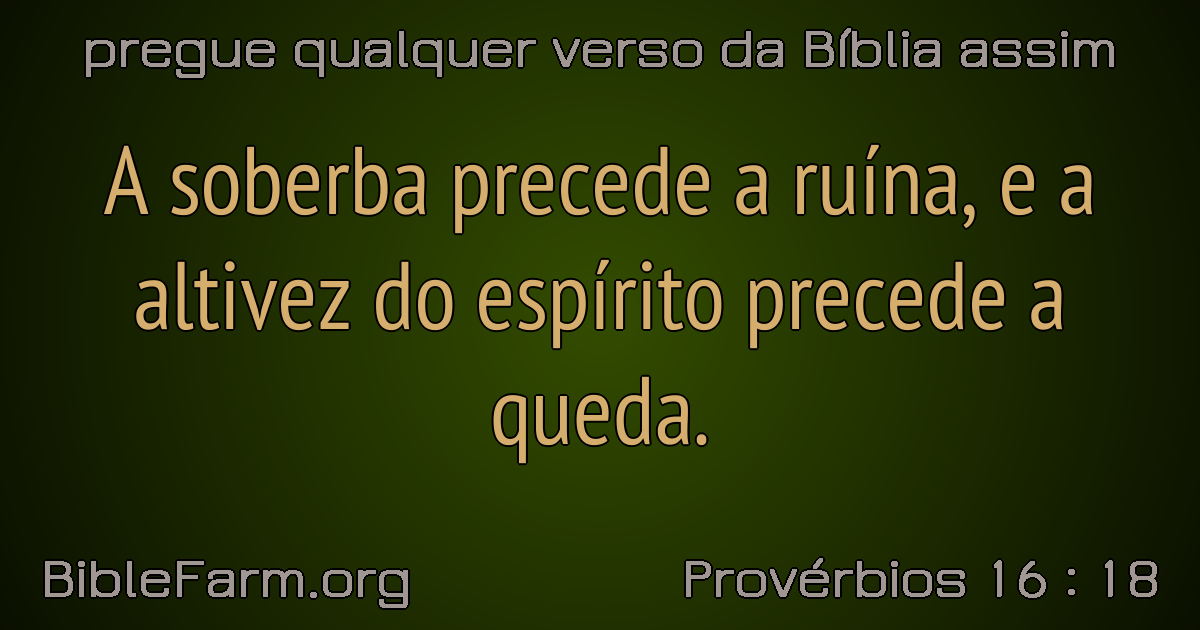 pregue qualquer verso da Bíblia assim
A soberba precede a ruína, e a
altivez do espírito precede a
queda.
BibleFarm.org
Provérbios 16 : 18